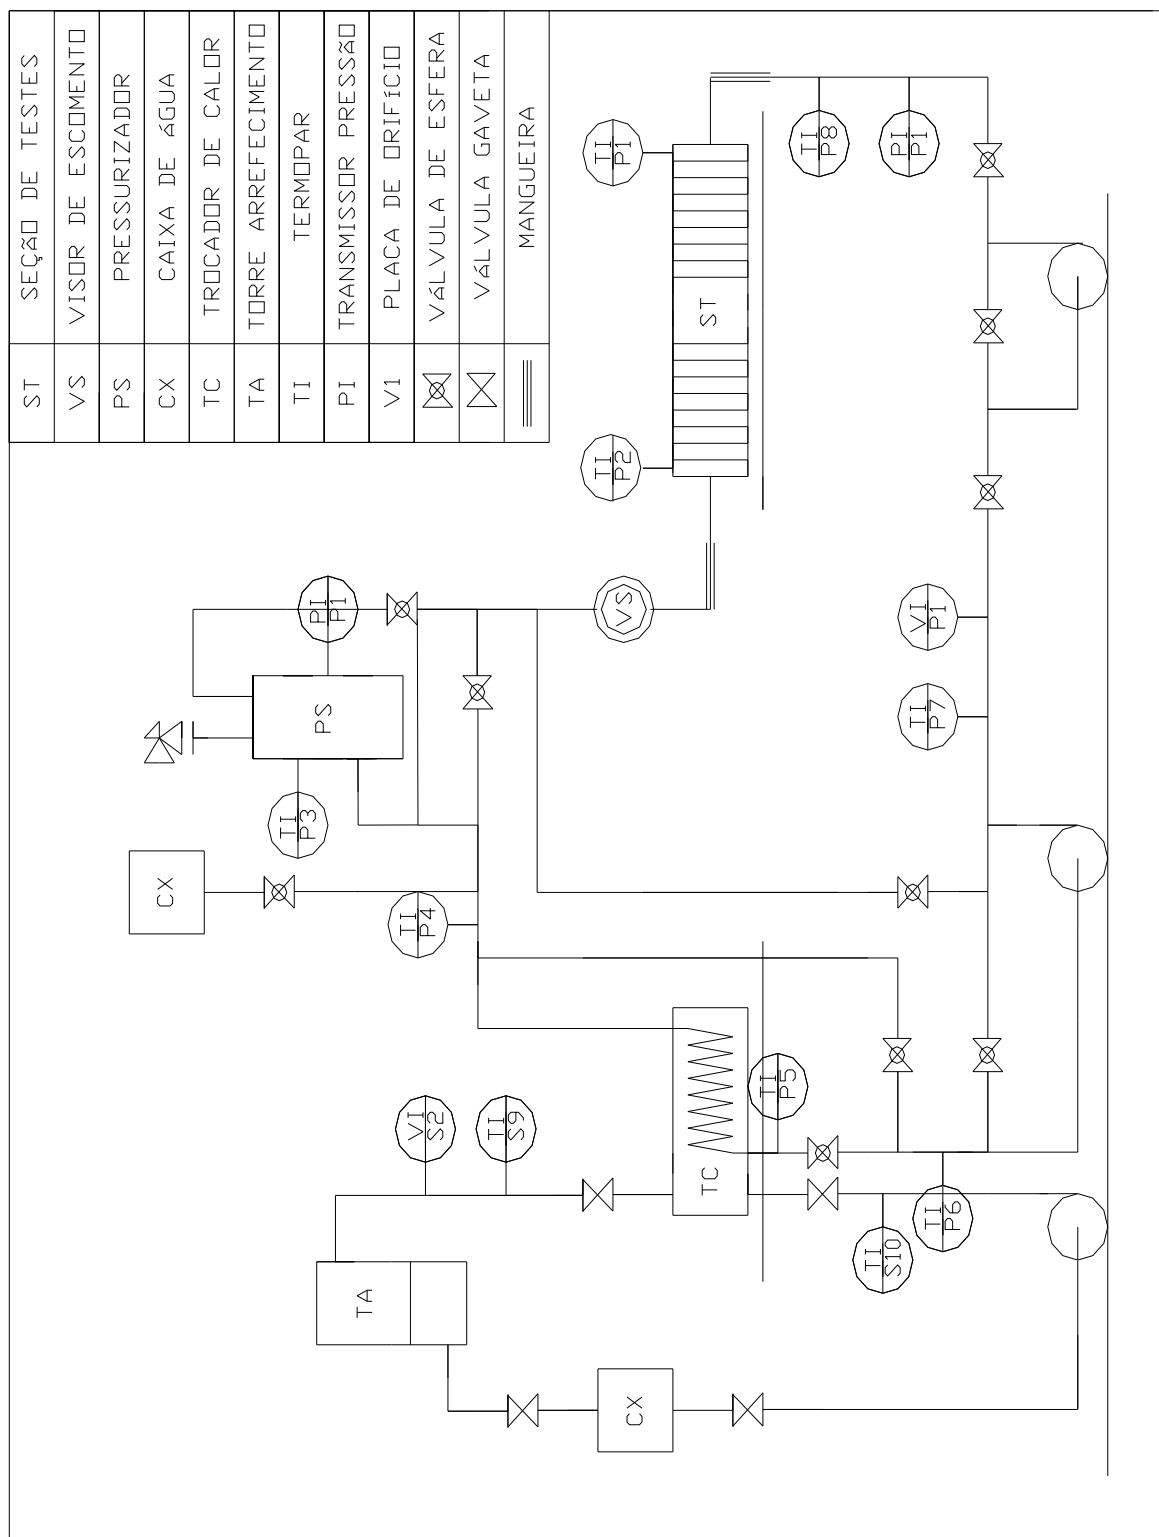 ST SEÇÃO DE TESTES
VS VISOR DE ESCOMENTO
PS PRESSURIZADOR
CX CAIXA DE ÁGUA
TC TROCADOR DE CALOR
TA TORRE ARREFECIMENTO
TI TERMOPAR
PI TRANSMISSOR PRESSÃO
V1 PLACA DE ORIFÍCIO
VÁLVULA DE ESFERA
VÁLVULA GAVETA
MANGUEIRA
CX
TI
P3
PS
PI
P1
TA
VI
S2
TI
S9
TI
P4
CX
VS
TI
P2
TI
P1
TC
ST
TI
P5
TI
P8
TI
S10
TI
P6
TI
P7
VI
P1
PI
P1